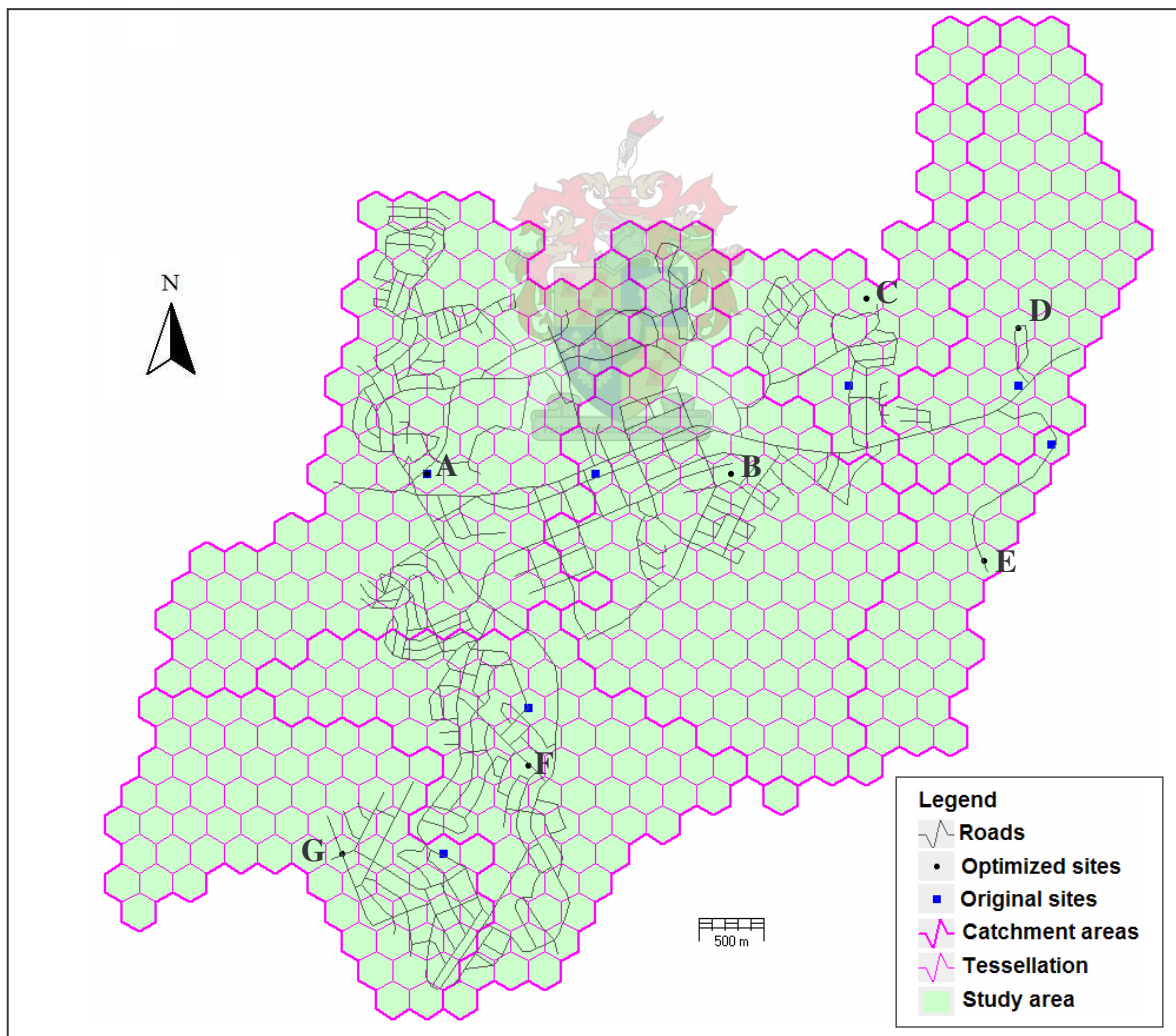 N
C
D
A
B
E
F
G
500 m
Legend
Roads
Optimized sites
Original sites
Catchment areas
Tessellation
Study area